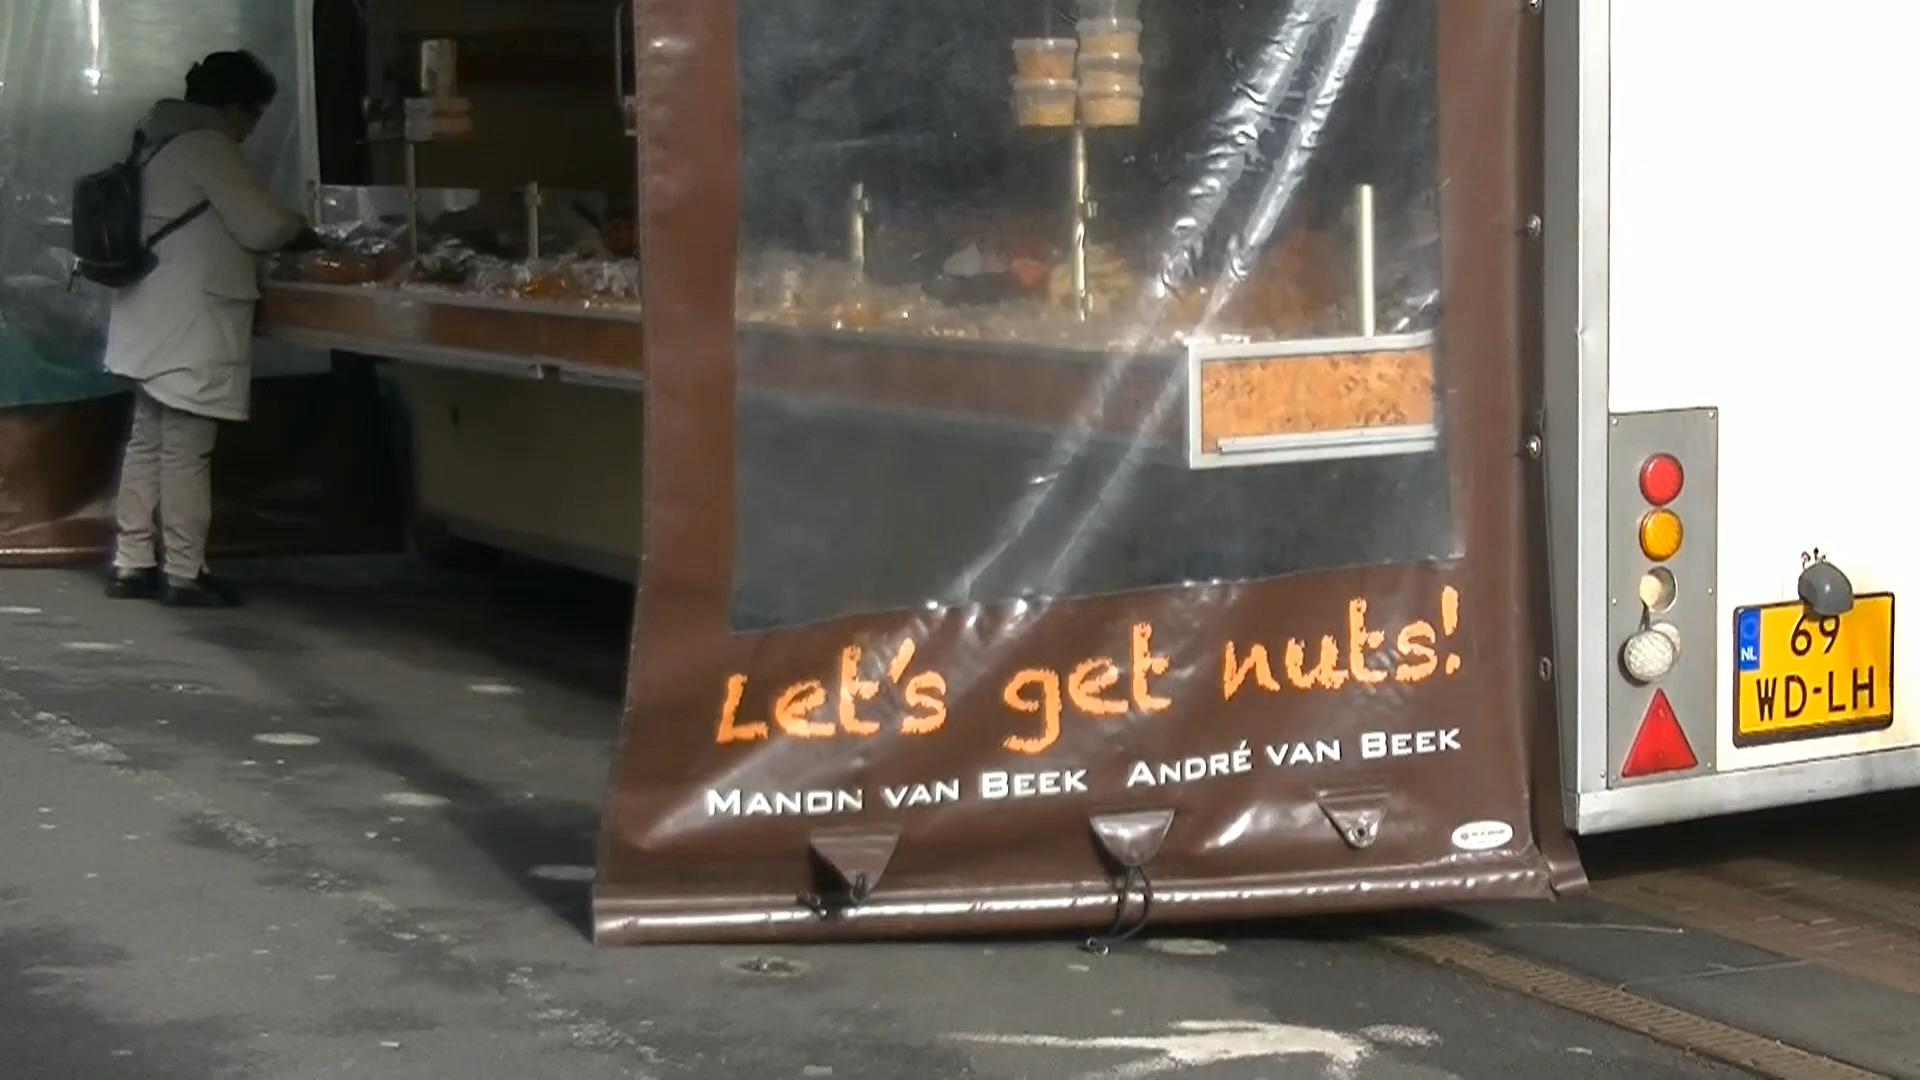 Let's get nuts!
MANON VAN BEEK ANDRÉ VAN BEEK
NL
69
WD-LH